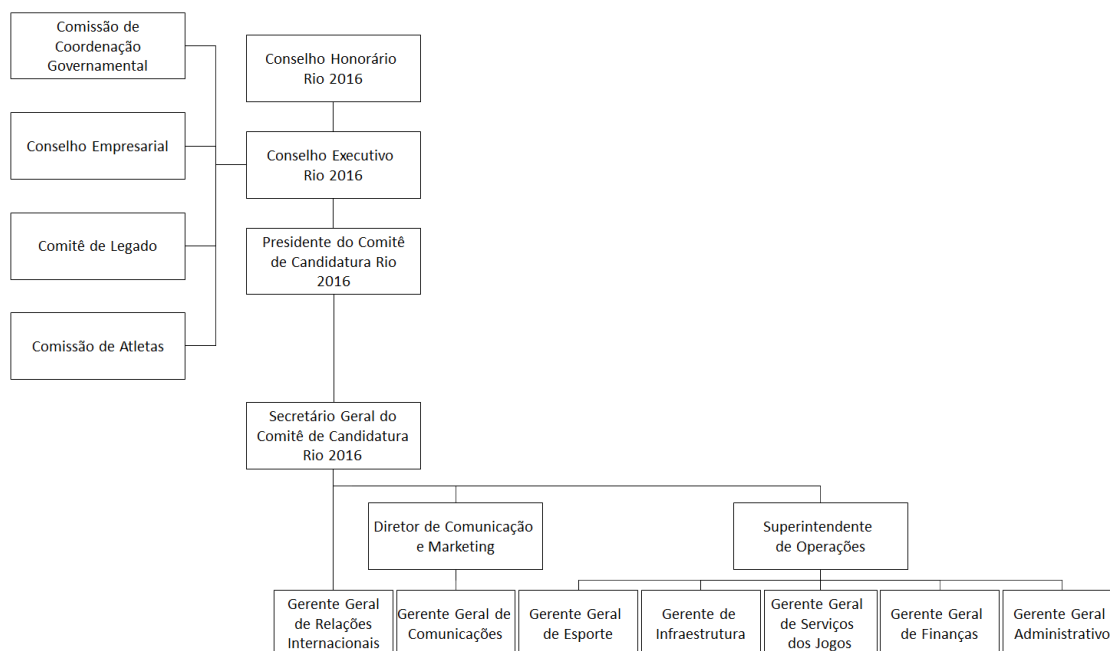 Comissão de
Coordenação
Governamental
Conselho Honorário
Rio 2016
Conselho Empresarial
Conselho Executivo
Rio 2016
Comitê de Legado
Presidente do Comitê
de Candidatura Rio
2016
Comissão de Atletas
Secretário Geral do
Comitê de Candidatura
Rio 2016
Diretor de Comunicação
e Marketing
Superintendente
de Operações
Gerente Geral
de Relações
Internacionais
Gerente Geral de
Comunicações
Gerente Geral
de Esporte
Gerente de
Infraestrutura
Gerente Geral
de Serviços
dos Jogos
Gerente Geral
de Finanças
Gerente Geral
Administrativo